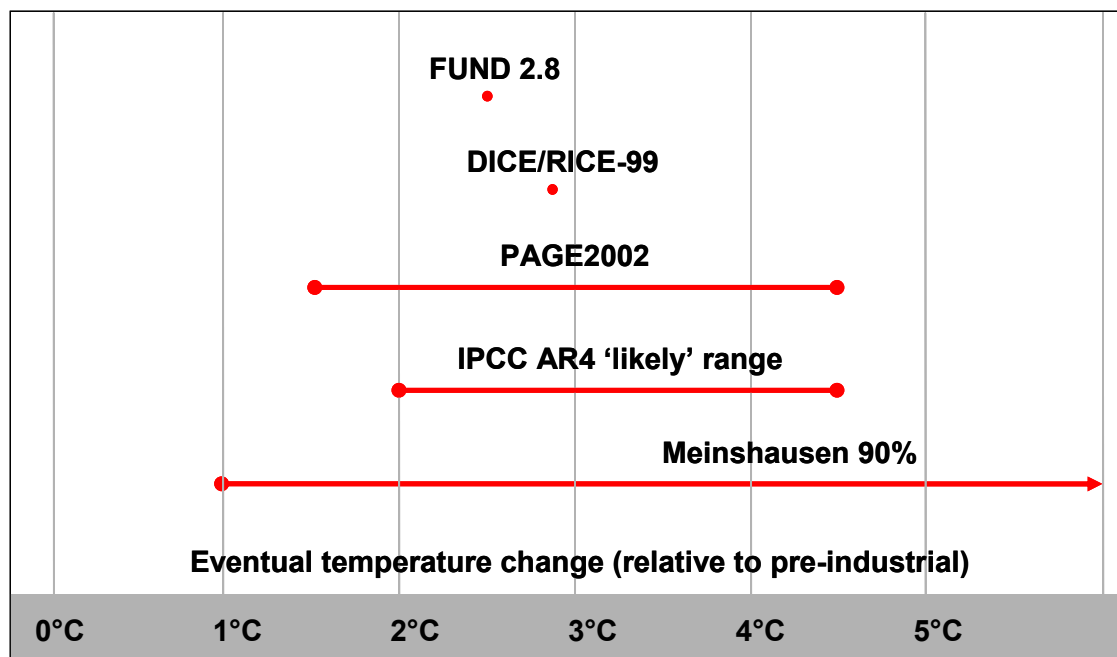 FUND 2.8
DICE/RICE-99
PAGE2002
IPCC AR4 ‘likely’ range
Meinshausen 90%
Eventual temperature change (relative to pre-industrial)
0°C 1°C 2°C 3°C 4°C 5°C